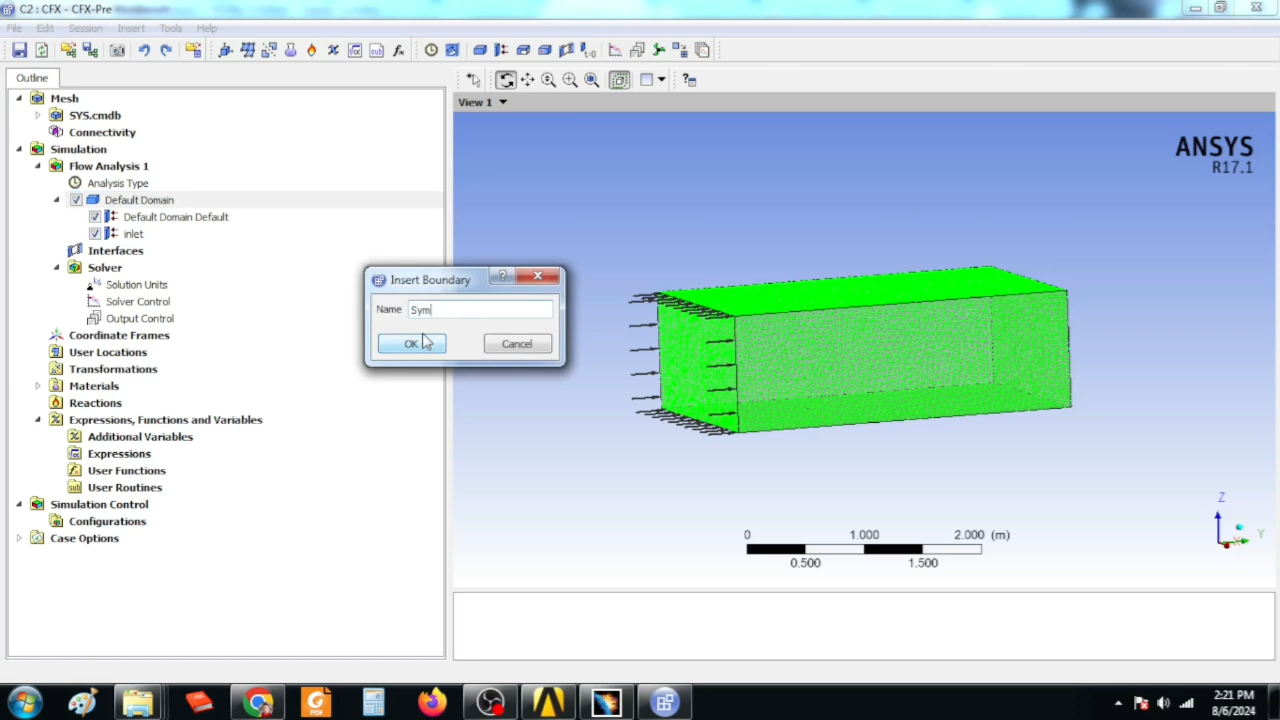 C2 : CFX - CFX-Pre
File Edit Session Insert Tools Help
Outline
Mesh
SYS.cmdb
Connectivity
Simulation
Flow Analysis 1
Analysis Type
Default Domain
Default Domain Default
inlet
Interfaces
Solver
Solution Units
Solver Control
Output Control
Coordinate Frames
User Locations
Transformations
Materials
Reactions
Expressions, Functions and Variables
Additional Variables
Expressions
User Functions
User Routines
Simulation Control
Configurations
Case Options
Insert Boundary
Name Sym
OK Cancel
View 1
ANSYS
R17.1
0 1.000 2.000 (m)
0.500 1.500
Z
Y
2:21 PM
8/6/2024